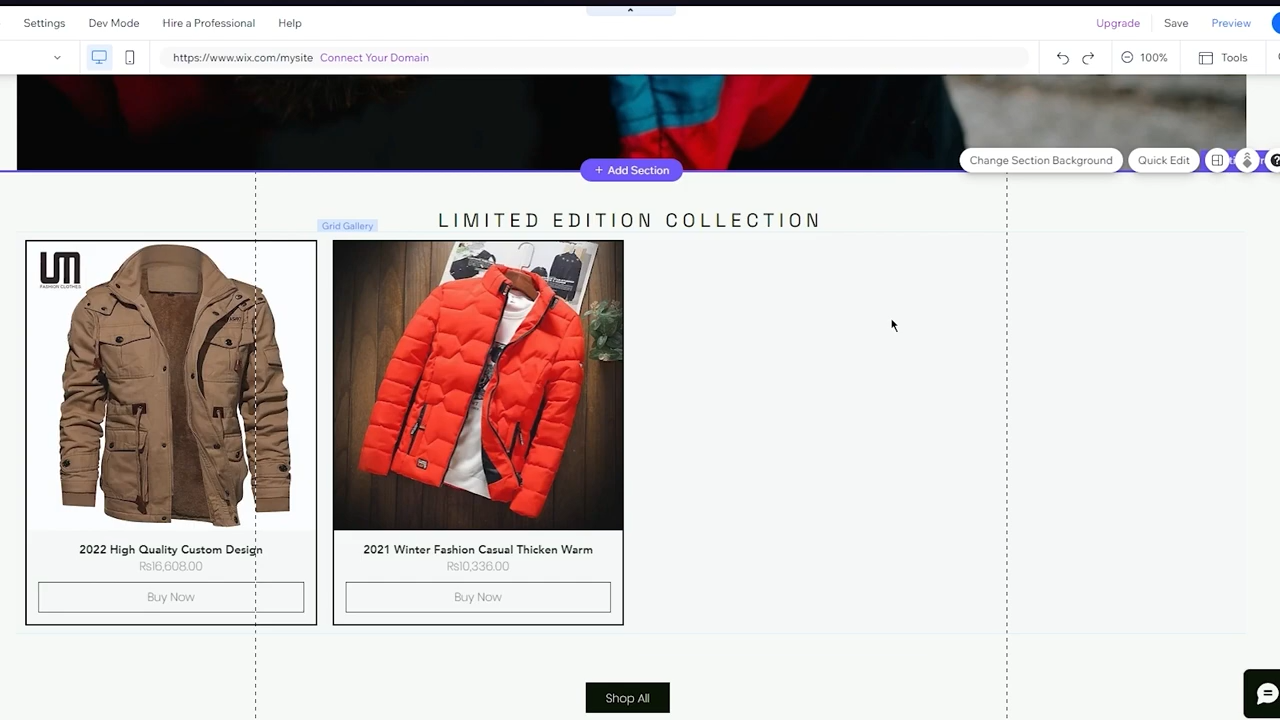 Settings Dev Mode Hire a Professional Help Upgrade Save Preview
https://www.wix.com/mysite Connect Your Domain 100% Tools
+ Add Section
Change Section Background Quick Edit
LIMITED EDITION COLLECTION
Grid Gallery
UM
FASHION CLOTHES
2022 High Quality Custom Design
Rs16,608.00
Buy Now
2021 Winter Fashion Casual Thicken Warm
Rs10,336.00
Buy Now
Shop All